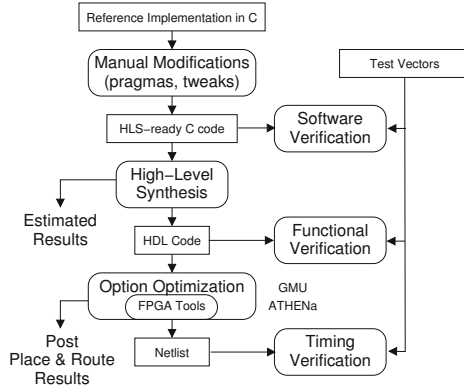 Reference Implementation in C
Manual Modifications
(pragmas, tweaks)
Test Vectors
HLS−ready C code
Software
Verification
High−Level
Synthesis
Estimated
Results
HDL Code
Functional
Verification
Option Optimization
FPGA Tools
GMU
ATHENa
Post
Place & Route
Results
Netlist
Timing
Verification